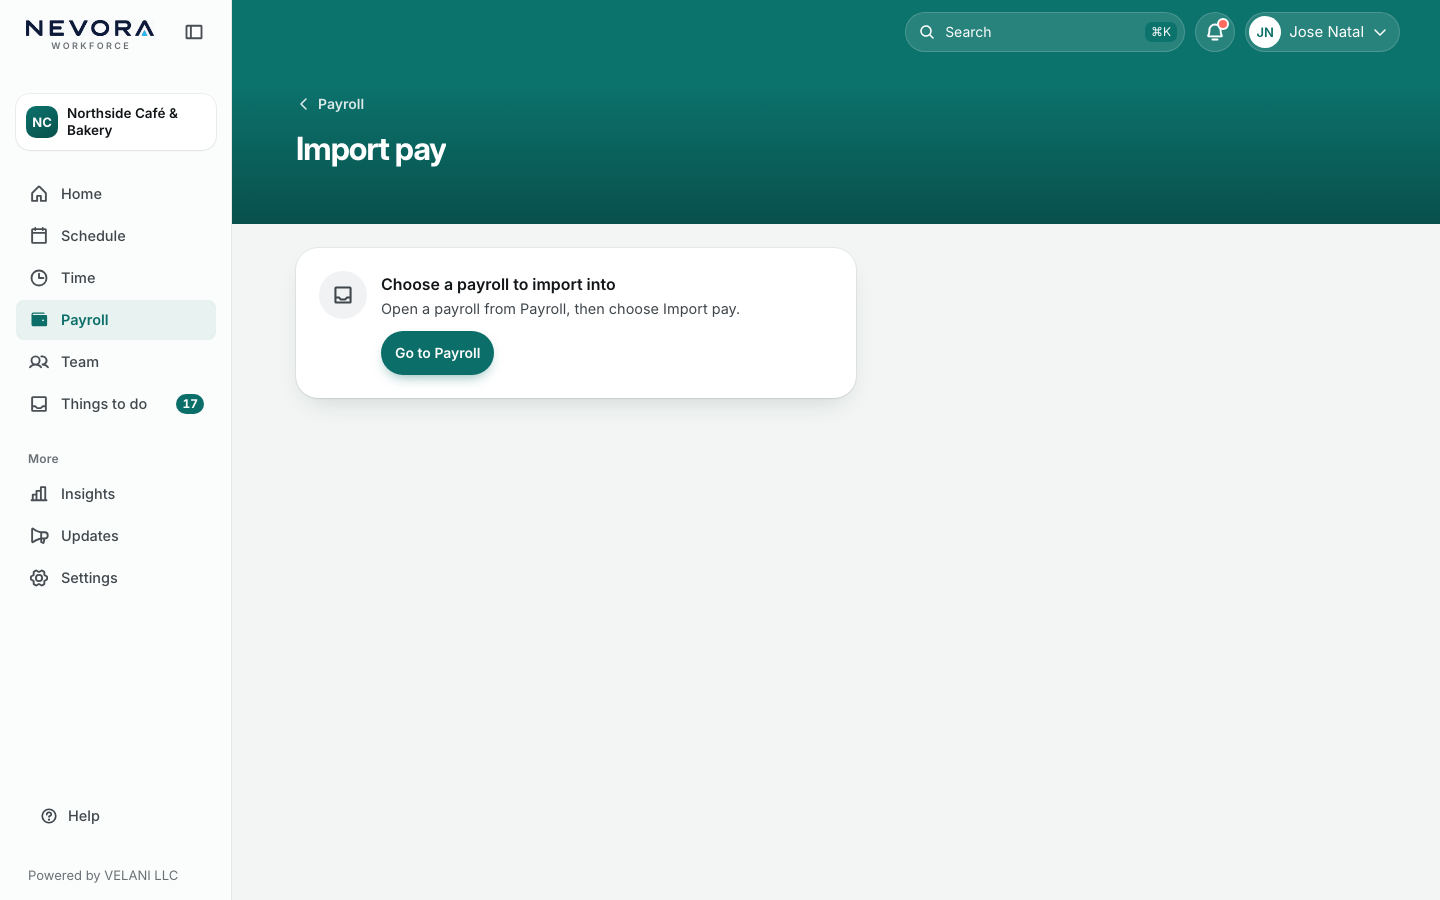 NEVORA
WORKFORCE
Search
⌘K
JN
Jose Natal
NC
Northside Café &
Bakery
Home
Schedule
Time
Payroll
Team
Things to do
17
More
Insights
Updates
Settings
Help
Powered by VELANI LLC
Payroll
Import pay
Choose a payroll to import into
Open a payroll from Payroll, then choose Import pay.
Go to Payroll